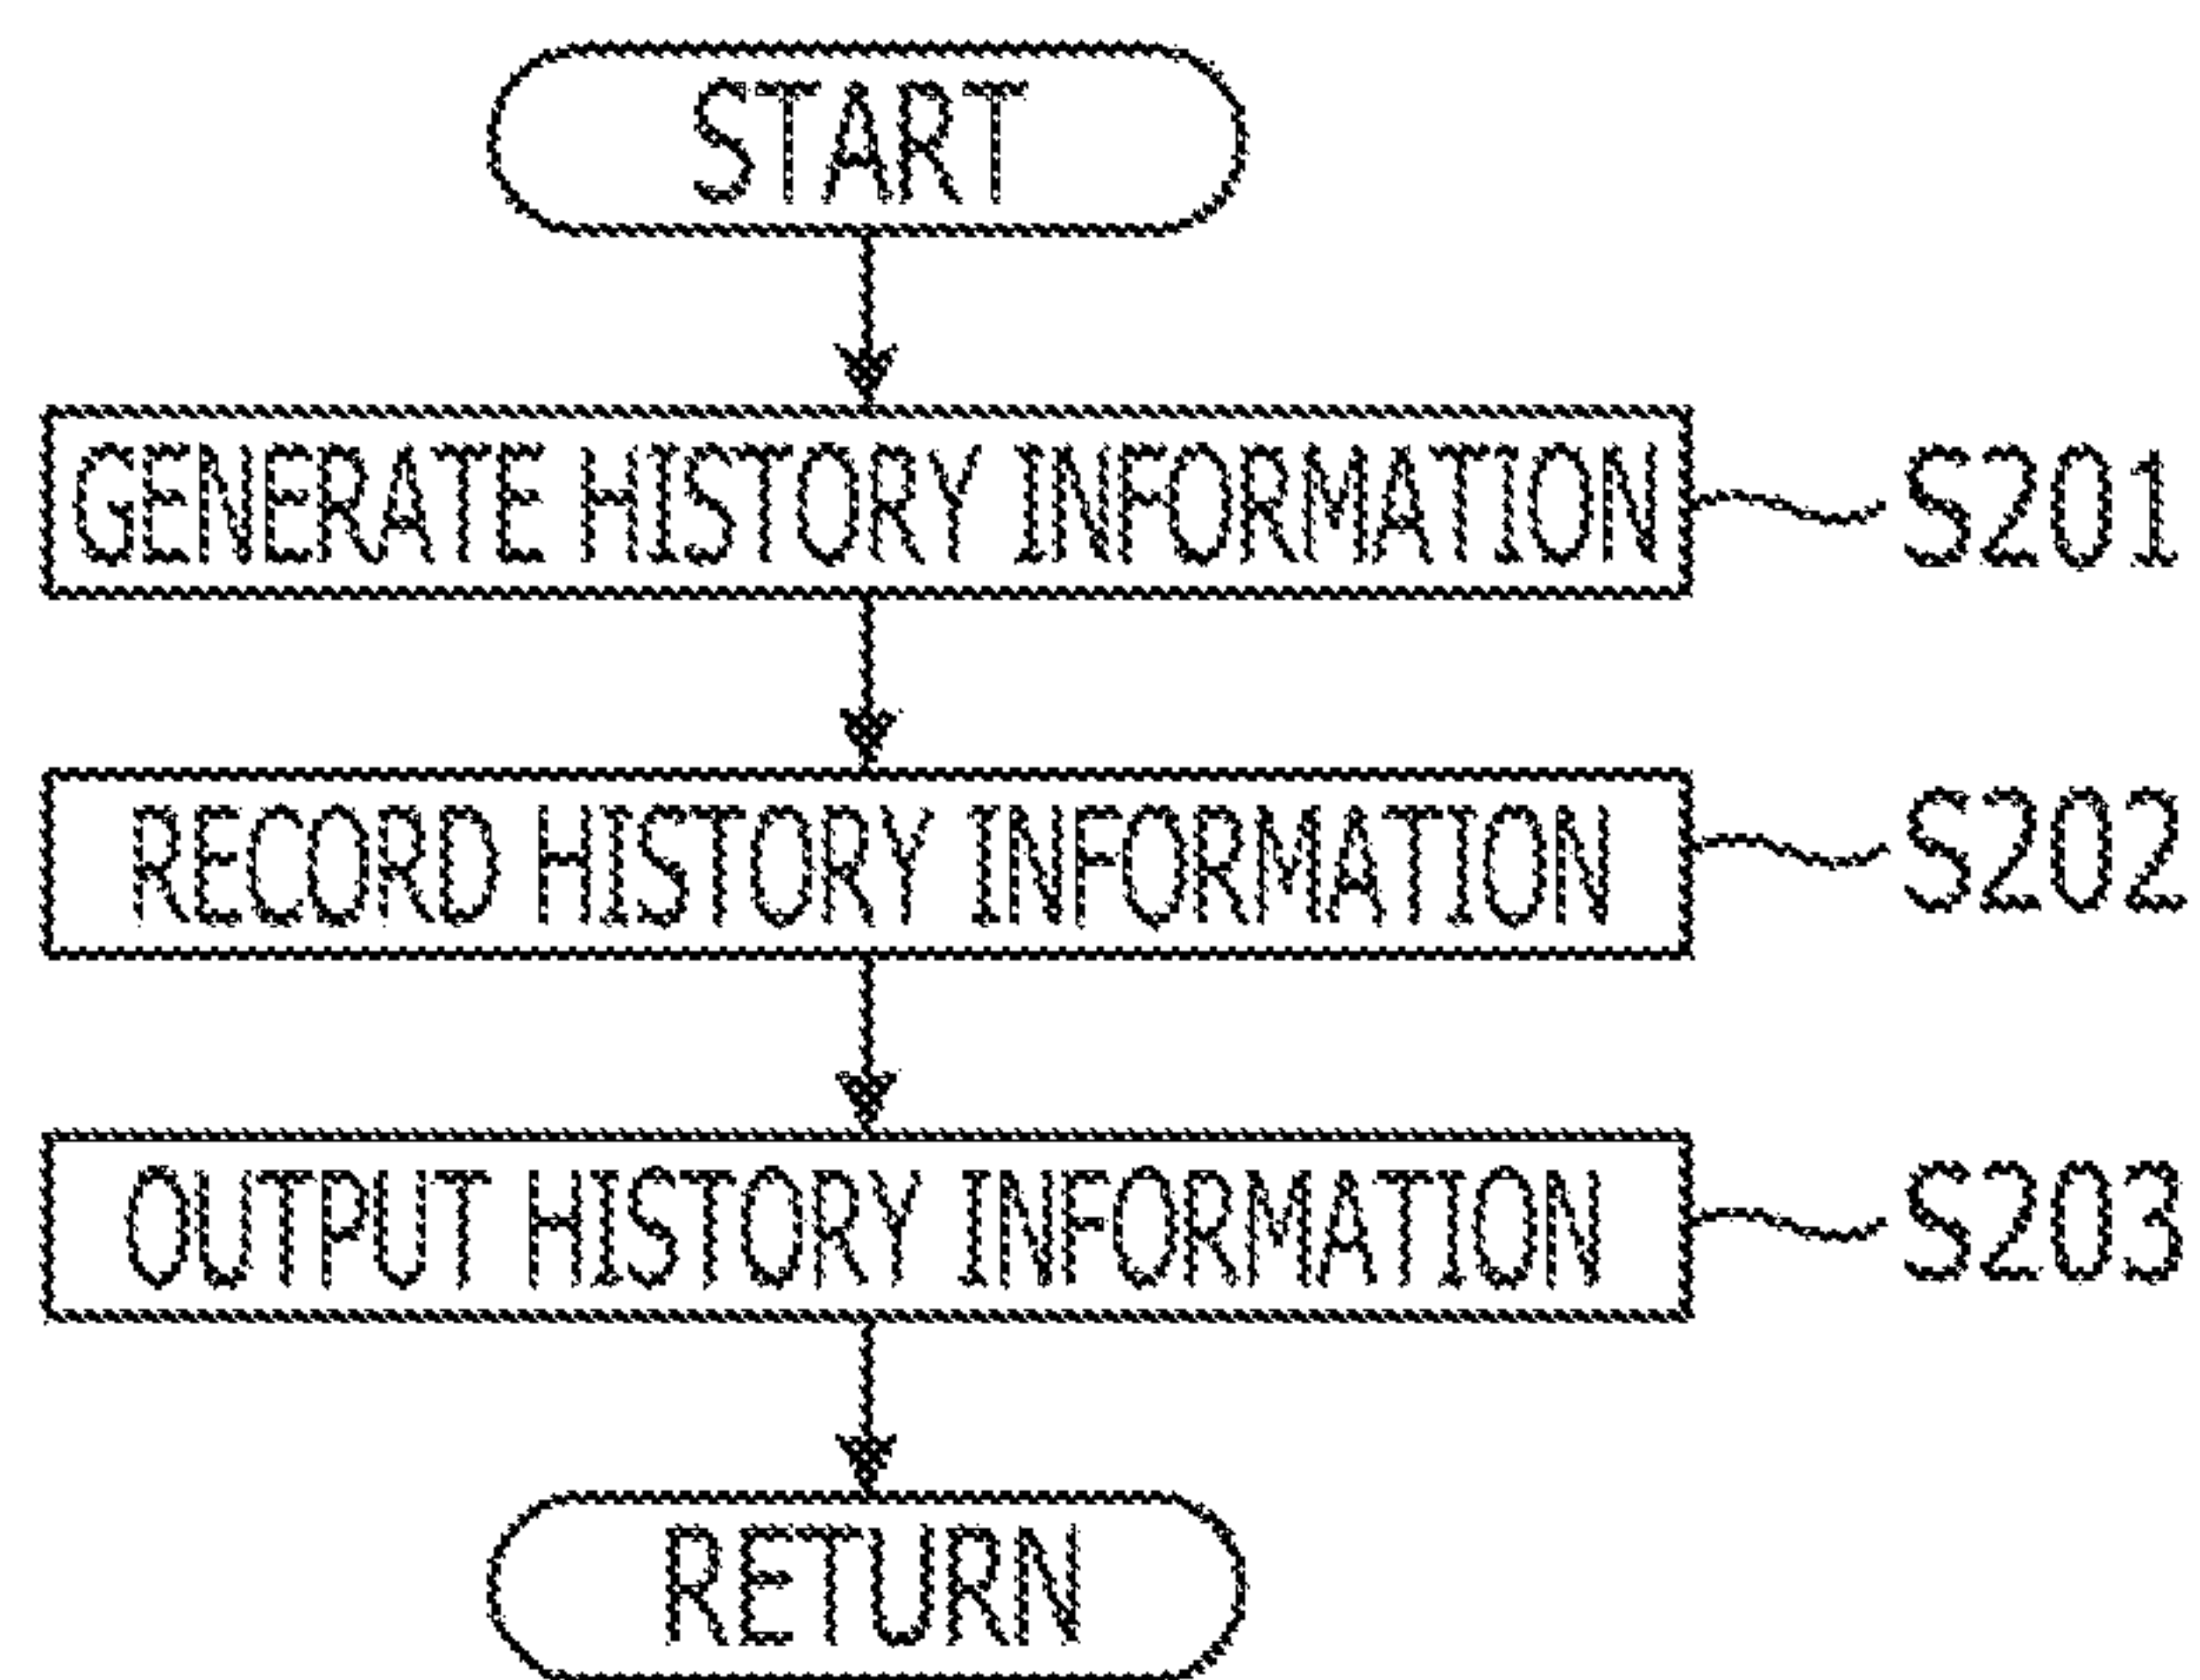 START
GENERATE HISTORY INFORMATION S201
RECORD HISTORY INFORMATION S202
OUTPUT HISTORY INFORMATION S203
RETURN